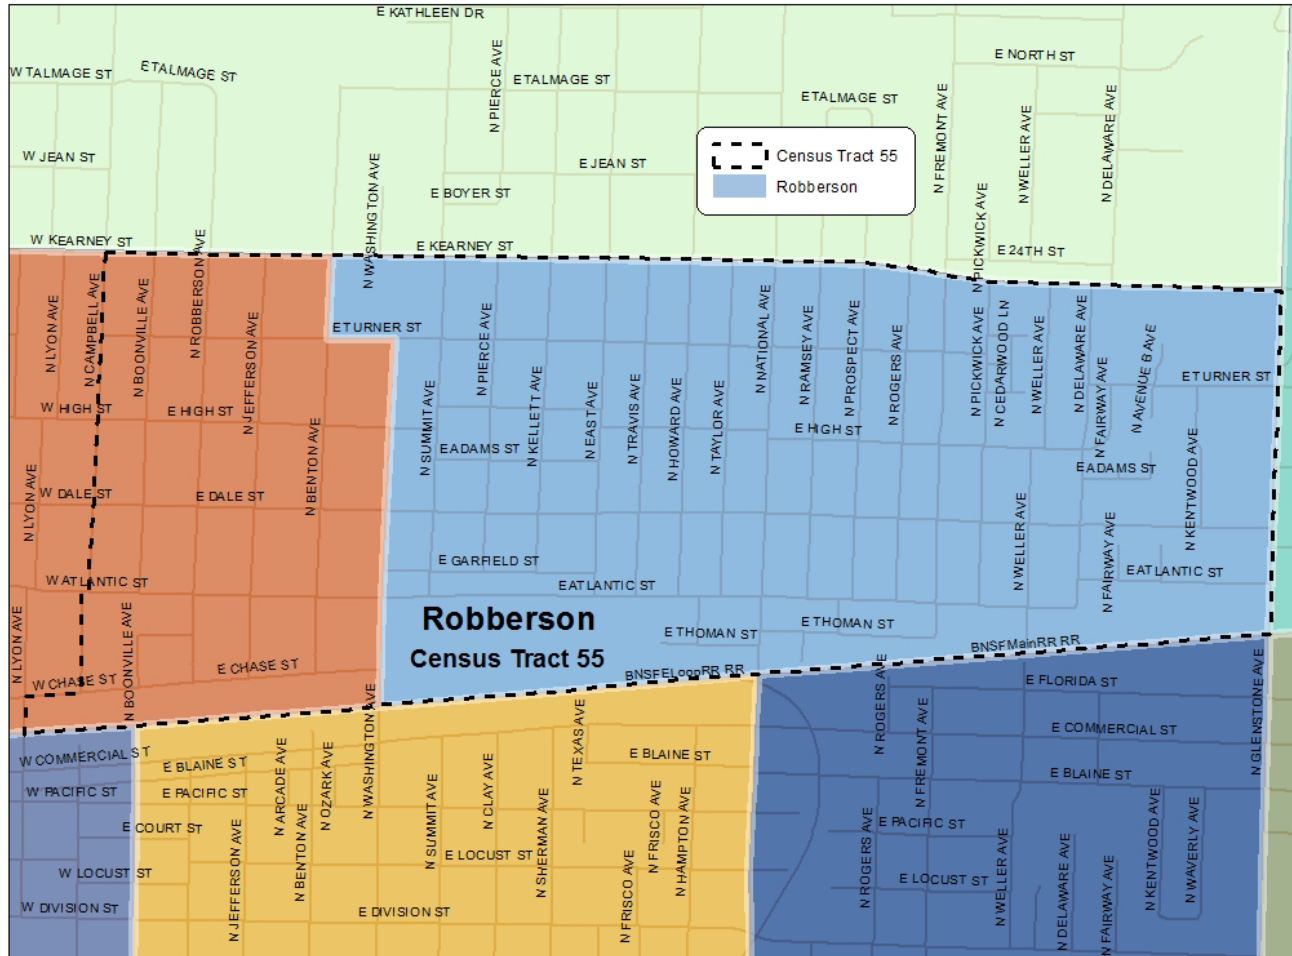 E KATHLEEN DR
E NORTH ST
W TALMAGE ST
E TALMAGE ST
N PIERCE AVE
E TALMAGE ST
E TALMAGE ST
N FREMONT AVE
N WELLER AVE
N DELAWARE AVE
W JEAN ST
E JEAN ST
Census Tract 55
Robberson
N WASHINGTON AVE
E BOYER ST
N PICKWICK AVE
W KEARNEY ST
N ROBBERSON AVE
E KEARNEY ST
E 24TH ST
N LYON AVE
N CAMPBELL AVE
N BOONVILLE AVE
N JEFFERSON AVE
E TURNER ST
N PIERCE AVE
N NATIONAL AVE
N RAMSEY AVE
N PROSPECT AVE
N ROGERS AVE
N PICKWICK AVE
N CEDARWOOD LN
N WELLER AVE
N DELAWARE AVE
N FAIRWAY AVE
N AVENUE B AVE
E TURNER ST
W HIGH ST
E HIGH ST
N BENTON AVE
N SUMMIT AVE
E ADAMS ST
N KELLETT AVE
N EAST AVE
N TRAVIS AVE
N HOWARD AVE
N TAYLOR AVE
E HIGH ST
E ADAMS ST
N KENTWOOD AVE
N LYON AVE
W DALE ST
E DALE ST
N WELLER AVE
N FAIRWAY AVE
E GARFIELD ST
W ATLANTIC ST
E ATLANTIC ST
E ATLANTIC ST
N LYON AVE
N BOONVILLE AVE
Robberson
Census Tract 55
E THOMAN ST
E THOMAN ST
E CHASE ST
W CHASE ST
BNSFELoopRR RR
BNSFMainRR RR
N WASHINGTON AVE
N ROGERS AVE
E FLORIDA ST
N GLENSTONE AVE
N TEXAS AVE
N FREMONT AVE
E COMMERCIAL ST
W COMMERCIAL ST
E BLAINE ST
E BLAINE ST
E BLAINE ST
W PACIFIC ST
E PACIFIC ST
N ARCADE AVE
N OZARK AVE
N SUMMIT AVE
N CLAY AVE
N SHERMAN AVE
N FRISCO AVE
N HAMPTON AVE
E COURT ST
N JEFFERSON AVE
N BENTON AVE
E LOCUST ST
N ROGERS AVE
E PACIFIC ST
N WELLER AVE
N DELAWARE AVE
N FAIRWAY AVE
N KENTWOOD AVE
N WAVERLY AVE
W LOCUST ST
E LOCUST ST
W DIVISION ST
E DIVISION ST
N FRISCO AVE